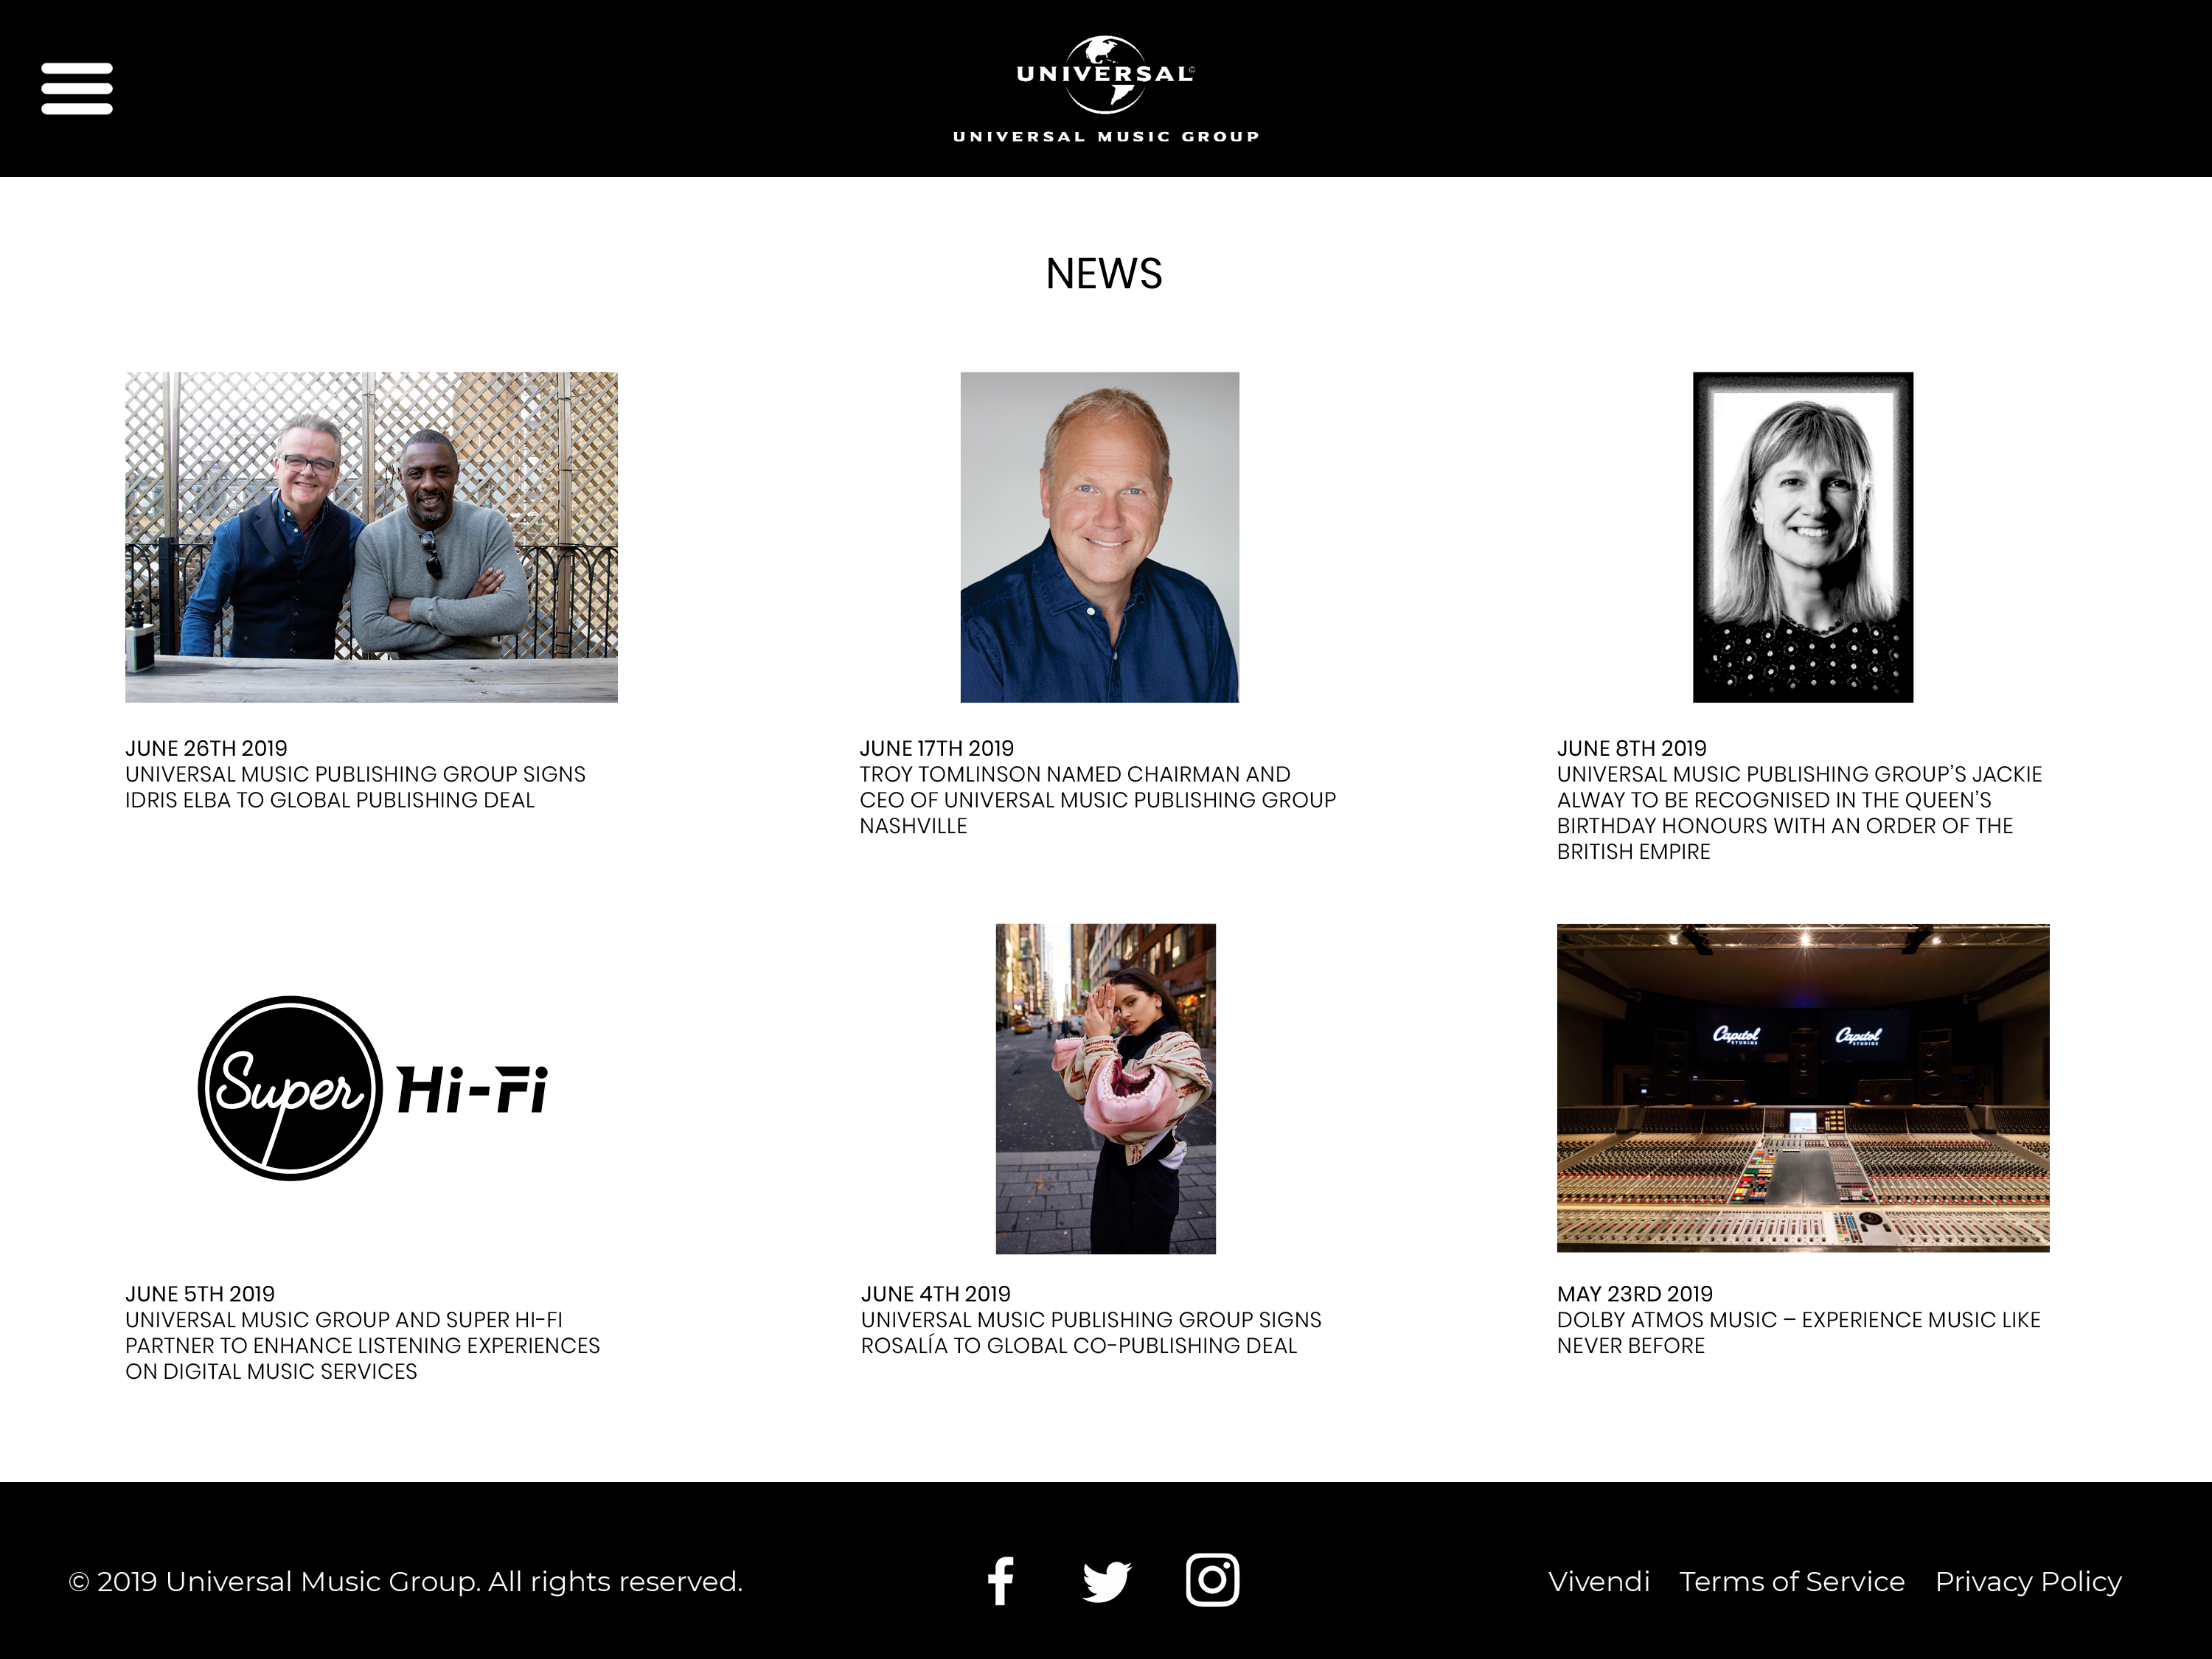 UNIVERSAL
UNIVERSAL MUSIC GROUP
NEWS
JUNE 26TH 2019
UNIVERSAL MUSIC PUBLISHING GROUP SIGNS
IDRIS ELBA TO GLOBAL PUBLISHING DEAL
JUNE 17TH 2019
TROY TOMLINSON NAMED CHAIRMAN AND
CEO OF UNIVERSAL MUSIC PUBLISHING GROUP
NASHVILLE
JUNE 8TH 2019
UNIVERSAL MUSIC PUBLISHING GROUP’S JACKIE
ALWAY TO BE RECOGNISED IN THE QUEEN’S
BIRTHDAY HONOURS WITH AN ORDER OF THE
BRITISH EMPIRE
Super Hi-Fi
Capitol
STUDIOS
Capitol
STUDIOS
JUNE 5TH 2019
UNIVERSAL MUSIC GROUP AND SUPER HI-FI
PARTNER TO ENHANCE LISTENING EXPERIENCES
ON DIGITAL MUSIC SERVICES
JUNE 4TH 2019
UNIVERSAL MUSIC PUBLISHING GROUP SIGNS
ROSALÍA TO GLOBAL CO-PUBLISHING DEAL
MAY 23RD 2019
DOLBY ATMOS MUSIC – EXPERIENCE MUSIC LIKE
NEVER BEFORE
© 2019 Universal Music Group. All rights reserved.
Vivendi Terms of Service Privacy Policy